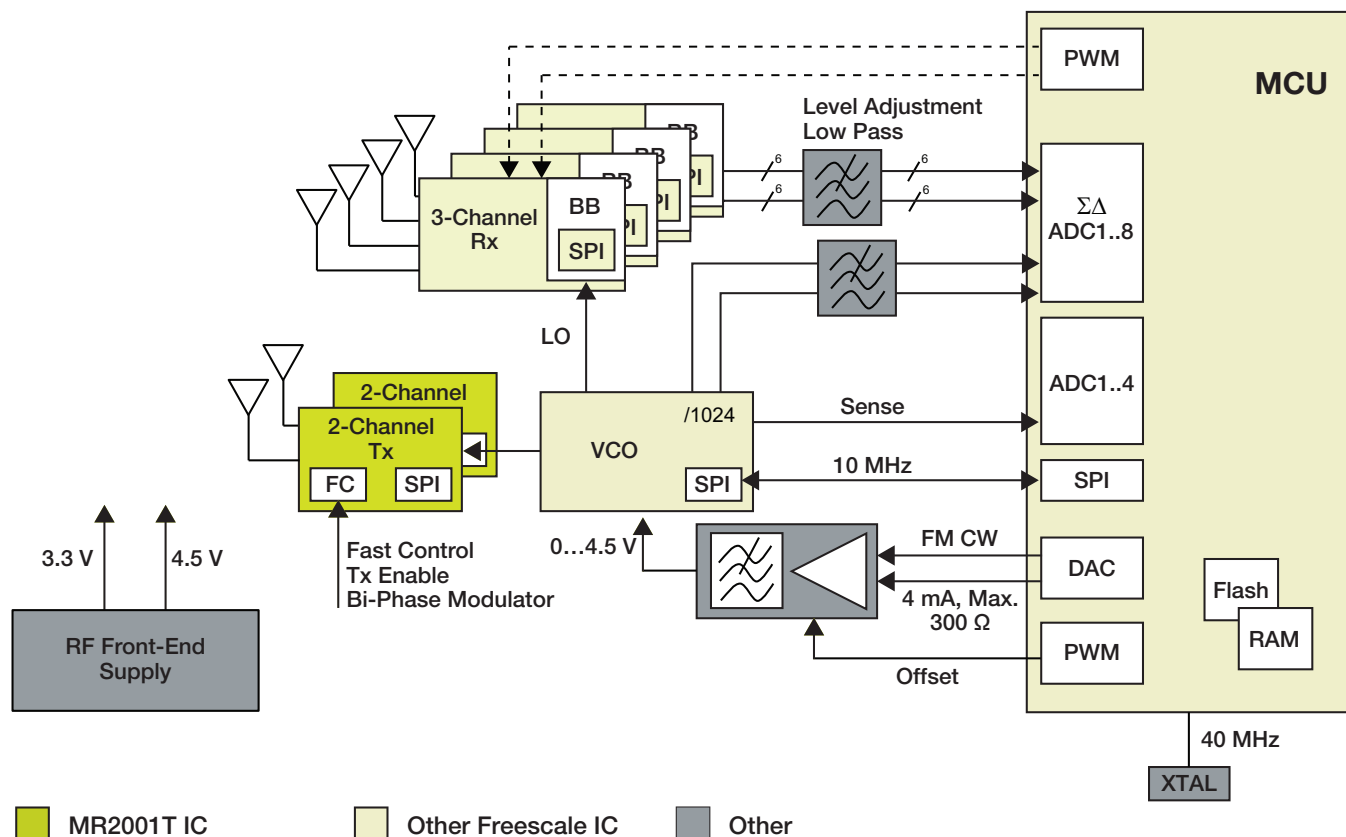 PWM
MCU
Level Adjustment
Low Pass
BB
BB
BB
PI
PI
PI
6
6
6
6
3-Channel
Rx
BB
SPI
ΣΔ
ADC1..8
LO
ADC1..4
2-Channel
2-Channel
Tx
FC
SPI
/1024
VCO
SPI
Sense
10 MHz
SPI
3.3 V
4.5 V
Fast Control
Tx Enable
Bi-Phase Modulator
0...4.5 V
FM CW
4 mA, Max.
300 Ω
DAC
Flash
RAM
RF Front-End
Supply
Offset
PWM
40 MHz
XTAL
MR2001T IC
Other Freescale IC
Other